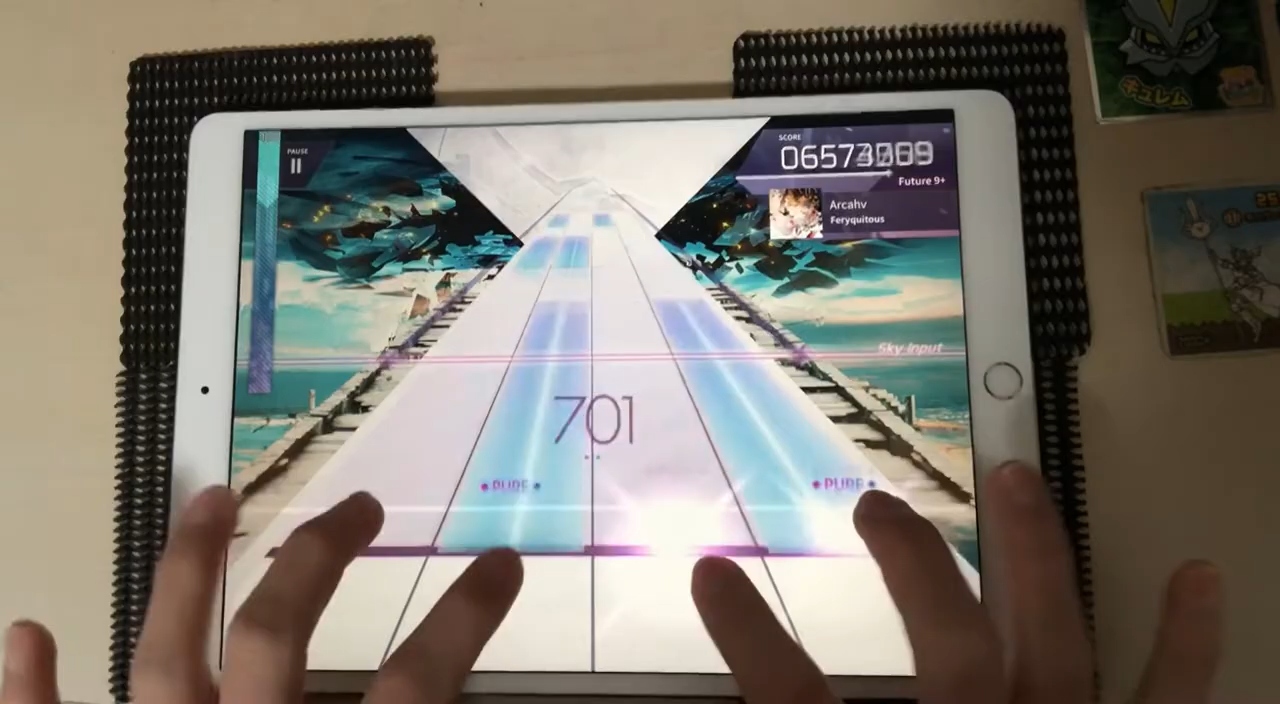 PAUSE
SCORE
Future 9+
Arcahv
Feryquitous
Sky Input
701
PURE
PURE
キュレム